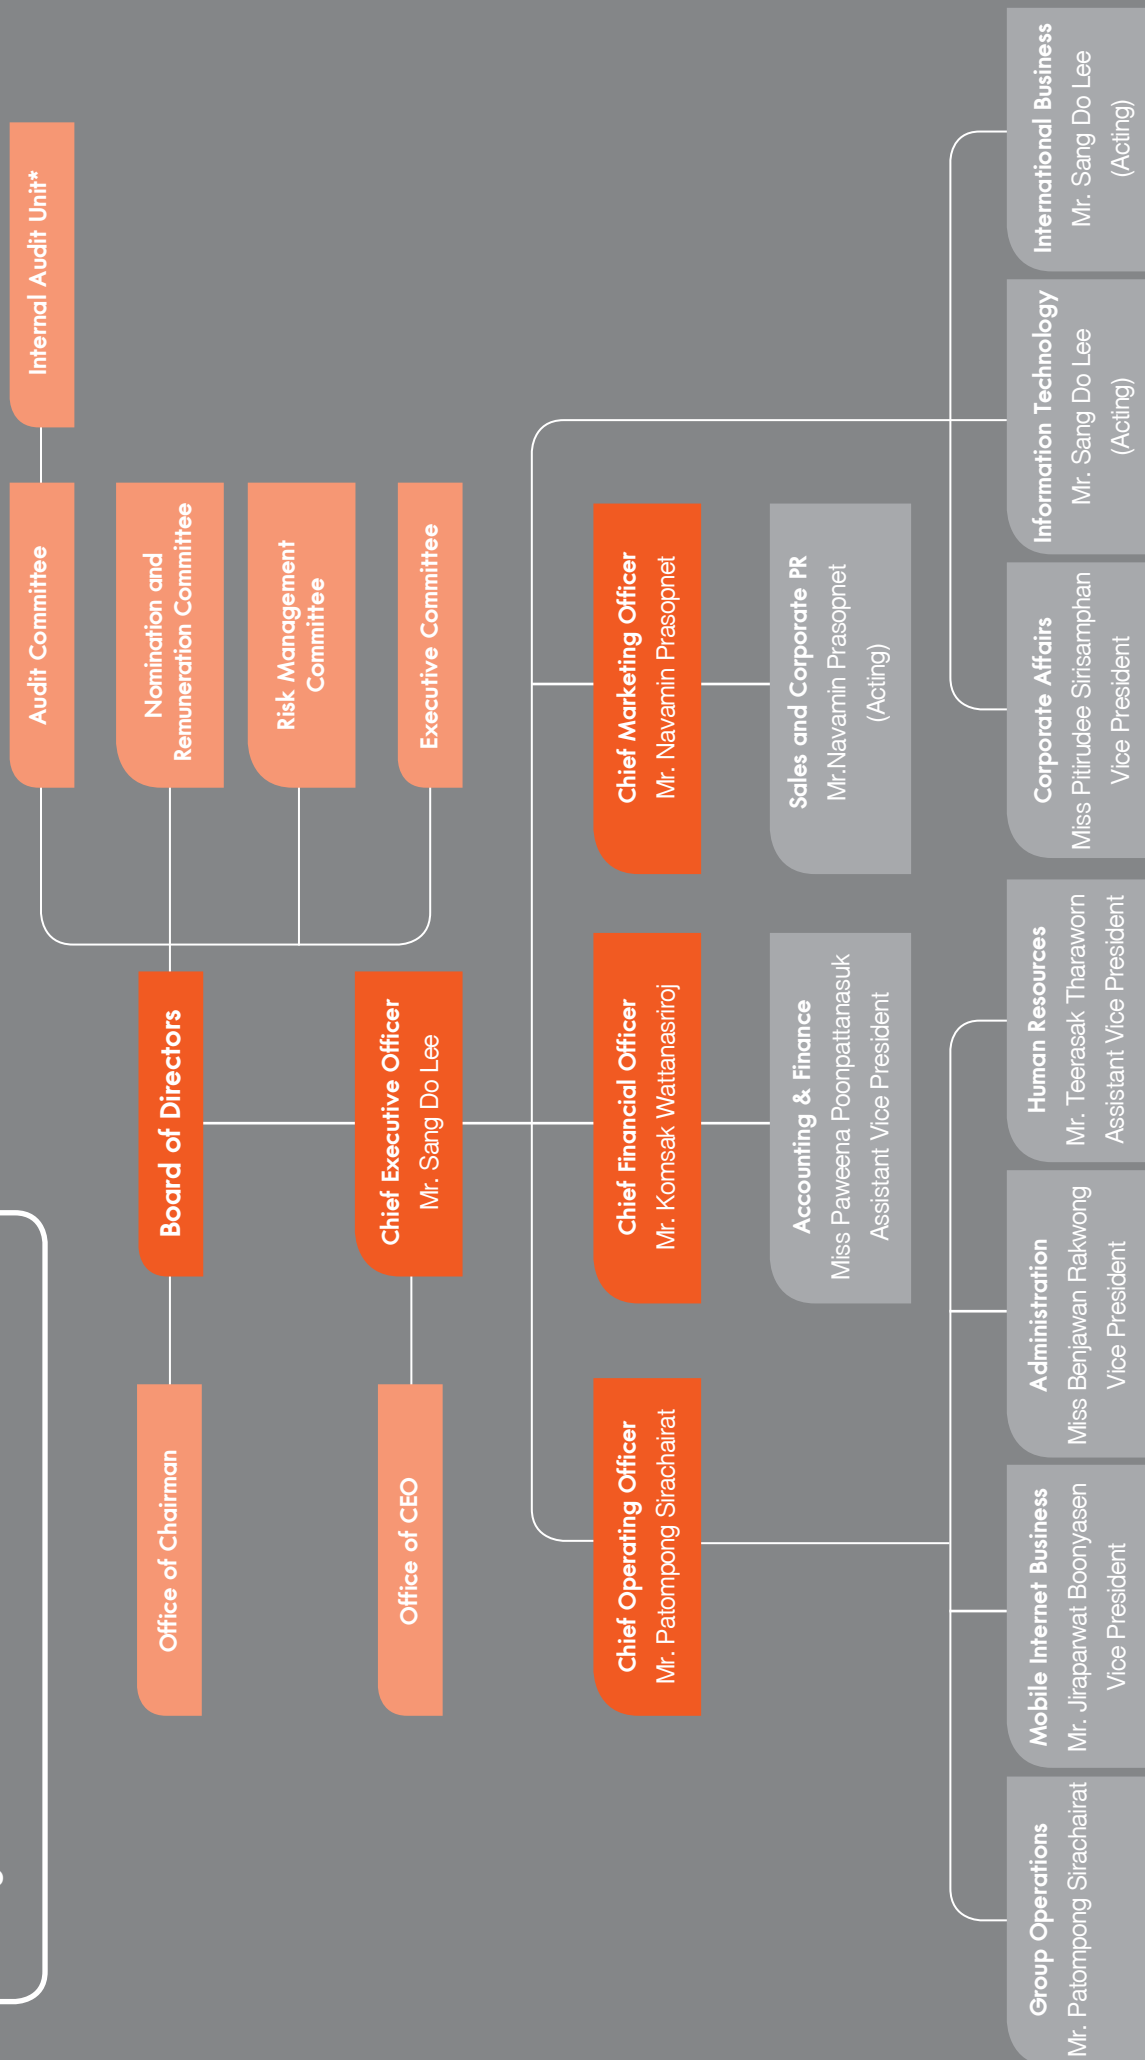 Internal Audit Unit*
Audit Committee
Nomination and
Remuneration Committee
Risk Management
Committee
Executive Committee
Board of Directors
Office of Chairman
Chief Executive Officer
Mr. Sang Do Lee
Office of CEO
Chief Operating Officer
Mr. Patompong Sirachairat
Chief Financial Officer
Mr. Komsak Wattanasriroj
Chief Marketing Officer
Mr. Navamin Prasopnet
Accounting & Finance
Miss Paweena Poonpattanasuk
Assistant Vice President
Sales and Corporate PR
Mr.Navamin Prasopnet
(Acting)
Group Operations
Mr. Patompong Sirachairat
Mobile Internet Business
Mr. Jiraparwat Boonyasen
Vice President
Administration
Miss Benjawan Rakwong
Vice President
Human Resources
Mr. Teerasak Tharaworn
Assistant Vice President
Corporate Affairs
Miss Pitirudee Sirisamphan
Vice President
Information Technology
Mr. Sang Do Lee
(Acting)
International Business
Mr. Sang Do Lee
(Acting)